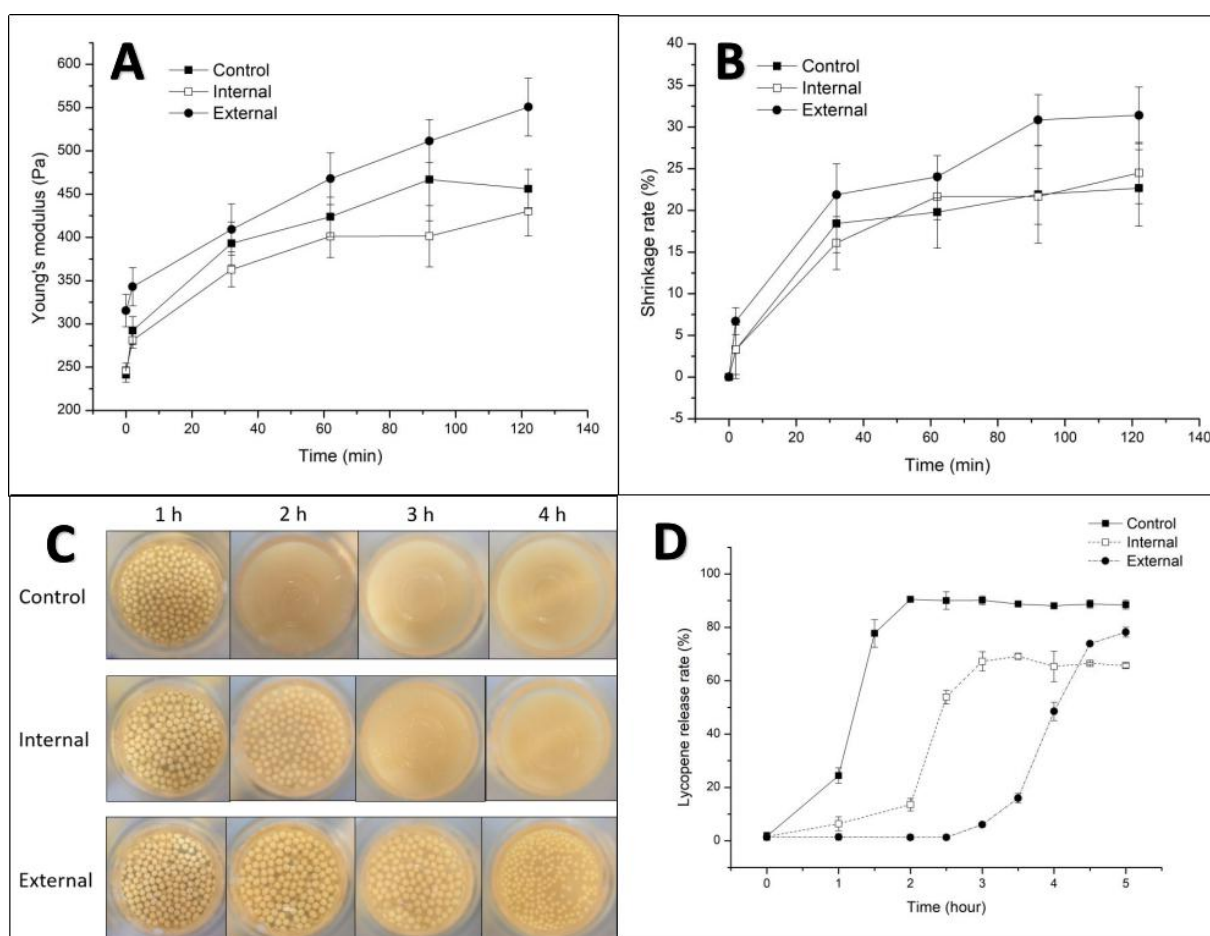 A
Control
Internal
External
Young's modulus (Pa)
600
550
500
450
400
350
300
250
200
0 20 40 60 80 100 120 140
Time (min)
B
Control
Internal
External
Shrinkage rate (%)
40
35
30
25
20
15
10
5
0
-5
0 20 40 60 80 100 120 140
Time (min)
C
1 h 2 h 3 h 4 h
Control
Internal
External
D
Control
Internal
External
Lycopene release rate (%)
100
80
60
40
20
0
0 1 2 3 4 5
Time (hour)